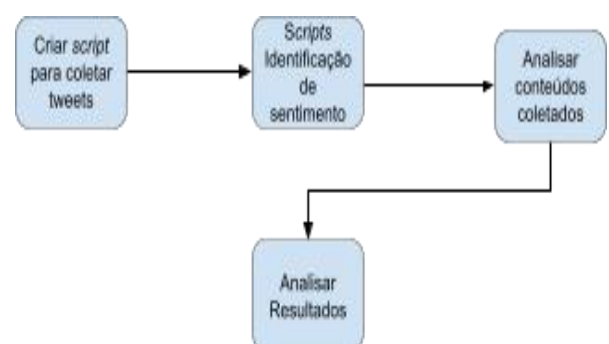 Criar script
para coletar
tweets
Scripts
Identificação
de
sentimento
Analisar
conteúdos
coletados
Analisar
Resultados